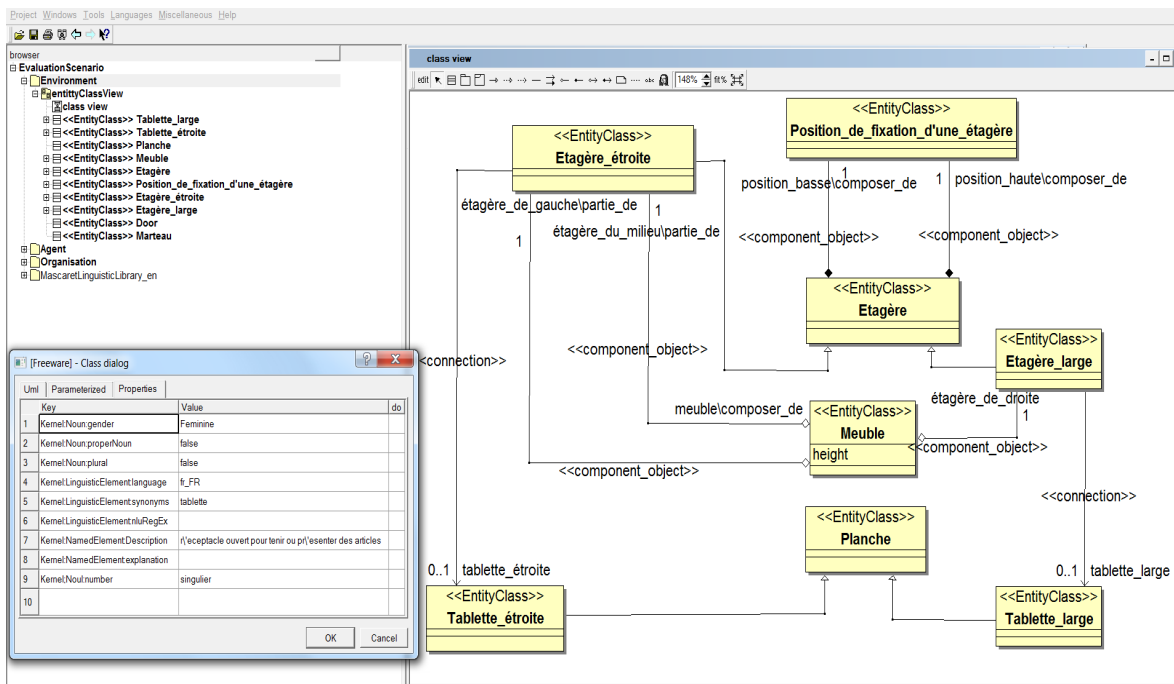 Project Windows Tools Languages Miscellaneous Help
browser
EvaluationScenario
Environment
entittyClassView
class view
<<EntityClass>> Tablette_large
<<EntityClass>> Tablette_étroite
<<EntityClass>> Planche
<<EntityClass>> Meuble
<<EntityClass>> Etagère
<<EntityClass>> Position_de_fixation_d'une_étagère
<<EntityClass>> Etagère_étroite
<<EntityClass>> Etagère_large
<<EntityClass>> Door
<<EntityClass>> Marteau
Agent
Organisation
MascaretLinguisticLibrary_en
[Freeware] - Class dialog
Uml Parameterized Properties
Key Value do
1 Kernel:Noun:gender Feminine
2 Kernel:Noun:properNoun false
3 Kernel:Noun:plural false
4 Kernel:LinguisticElement:language fr_FR
5 Kernel:LinguisticElement:synonyms tablette
6 Kernel:LinguisticElement:nluRegEx
7 Kernel:NamedElement:Description r\'eceptacle ouvert pour tenir ou pr\'esenter des articles
8 Kernel:NamedElement:explanation
9 Kernel:Noul:number singulier
10
OK Cancel
class view
edit abc 148% fit%
<<EntityClass>>
Position_de_fixation_d'une_étagère
<<EntityClass>>
Etagère_étroite
1
position_basse\composer_de
1 position_haute\composer_de
étagère_de_gauche\partie_de
1
étagère_du_milieu\partie_de
1
<<component_object>>
<<component_object>>
<<EntityClass>>
Etagère
<<EntityClass>>
Etagère_large
<<component_object>>
<connection>>
étagère_de_droite
1
meuble\composer_de
<<EntityClass>>
Meuble
height
<<component_object>>
<<component_object>>
<<connection>>
<<EntityClass>>
Planche
0..1 tablette_étroite
0..1 tablette_large
<<EntityClass>>
Tablette_étroite
<<EntityClass>>
Tablette_large